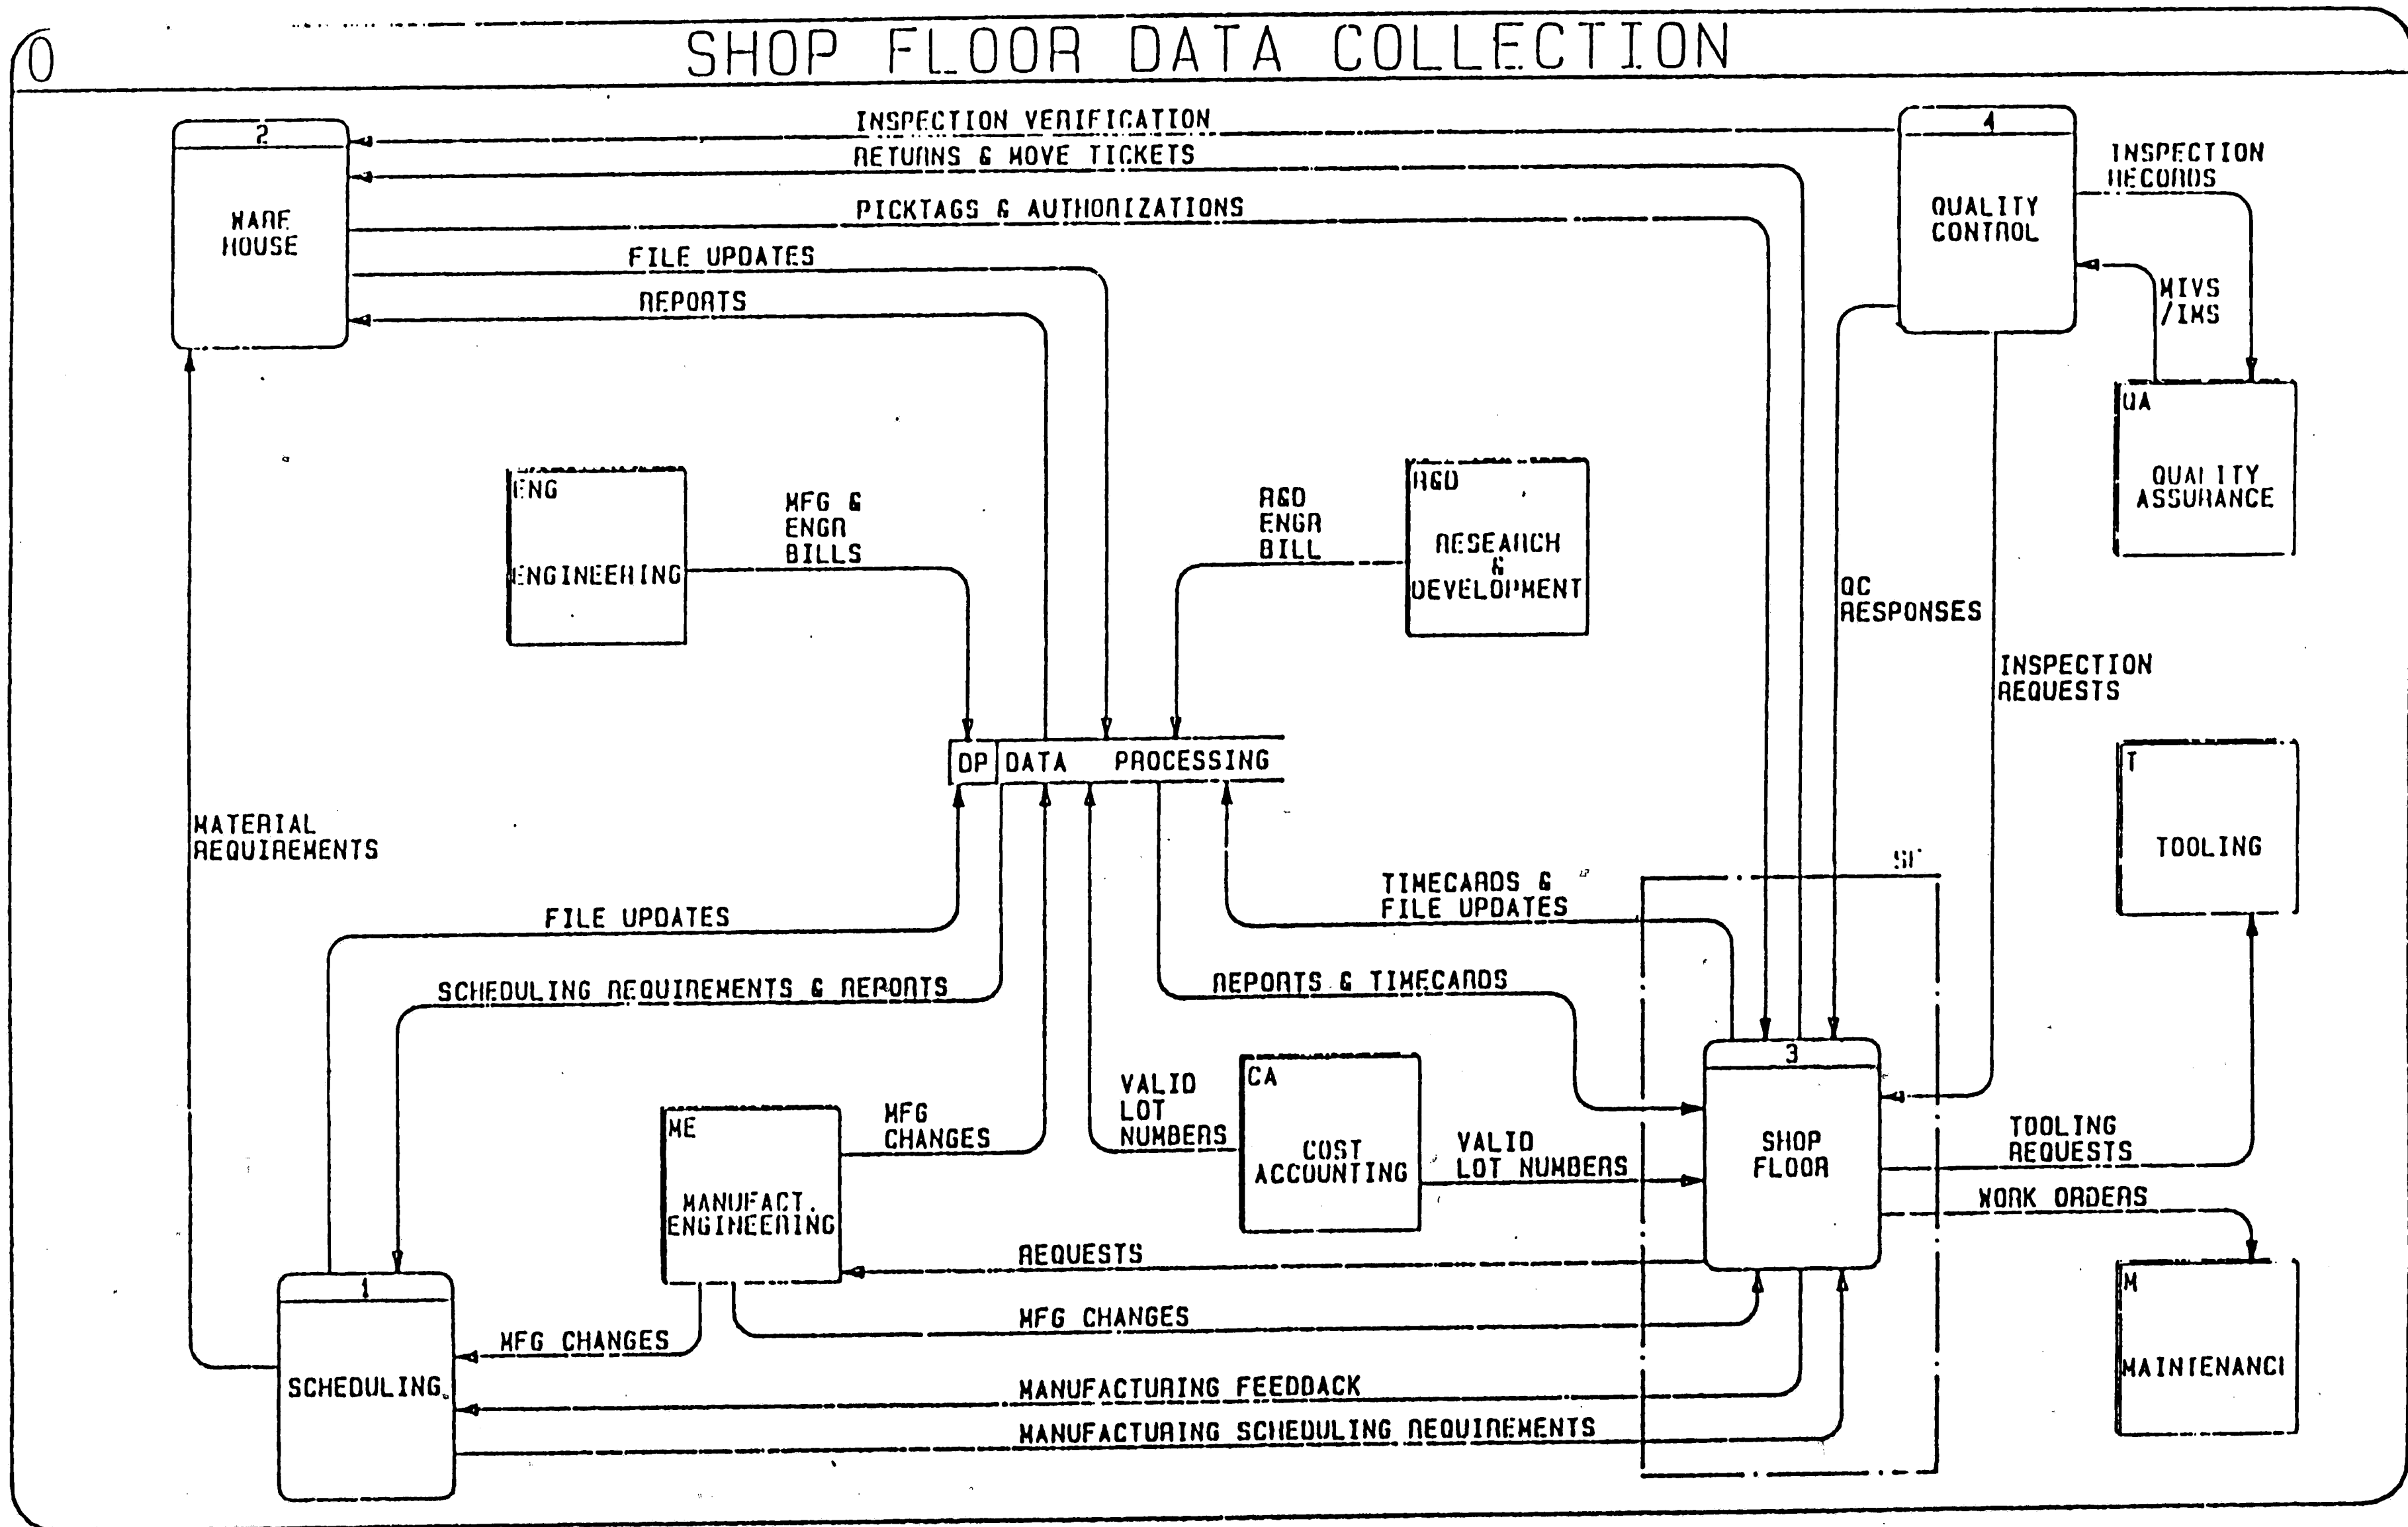 0
SHOP FLOOR DATA COLLECTION
2
WARE
HOUSE
INSPECTION VERIFICATION
RETURNS & MOVE TICKETS
PICKTAGS & AUTHORIZATIONS
FILE UPDATES
REPORTS
4
QUALITY
CONTROL
INSPECTION
RECORDS
MIVS
/IMS
QA
QUALITY
ASSURANCE
ENG
ENGINEERING
MFG &
ENGR
BILLS
R&D
ENGR
BILL
R&D
RESEARCH
&
DEVELOPMENT
QC
RESPONSES
INSPECTION
REQUESTS
DP
DATA PROCESSING
T
TOOLING
MATERIAL
REQUIREMENTS
FILE UPDATES
TIMECARDS &
FILE UPDATES
SF
SCHEDULING REQUIREMENTS & REPORTS
REPORTS & TIMECARDS
3
SHOP
FLOOR
ME
MANUFACT.
ENGINEERING
MFG
CHANGES
VALID
LOT
NUMBERS
CA
COST
ACCOUNTING
VALID
LOT NUMBERS
TOOLING
REQUESTS
WORK ORDERS
REQUESTS
MFG CHANGES
MFG CHANGES
1
SCHEDULING
MANUFACTURING FEEDBACK
MANUFACTURING SCHEDULING REQUIREMENTS
M
MAINTENANCE